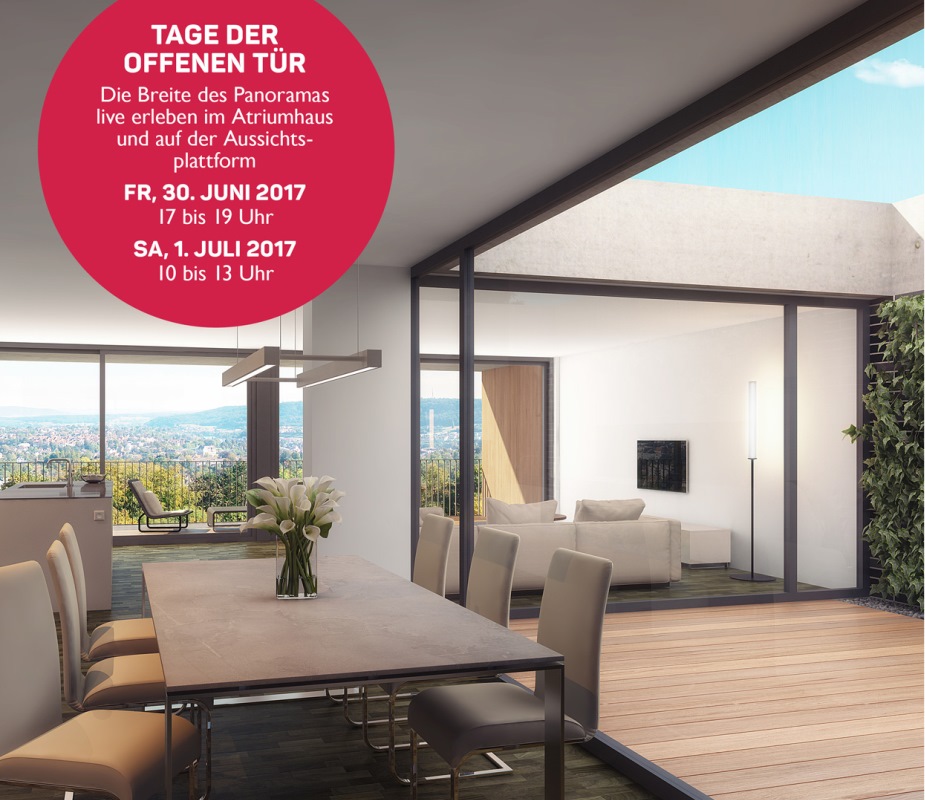 TAGE DER
OFFENEN TÜR
Die Breite des Panoramas
live erleben im Atriumhaus
und auf der Aussichts-
plattform
FR, 30. JUNI 2017
17 bis 19 Uhr
SA, 1. JULI 2017
10 bis 13 Uhr